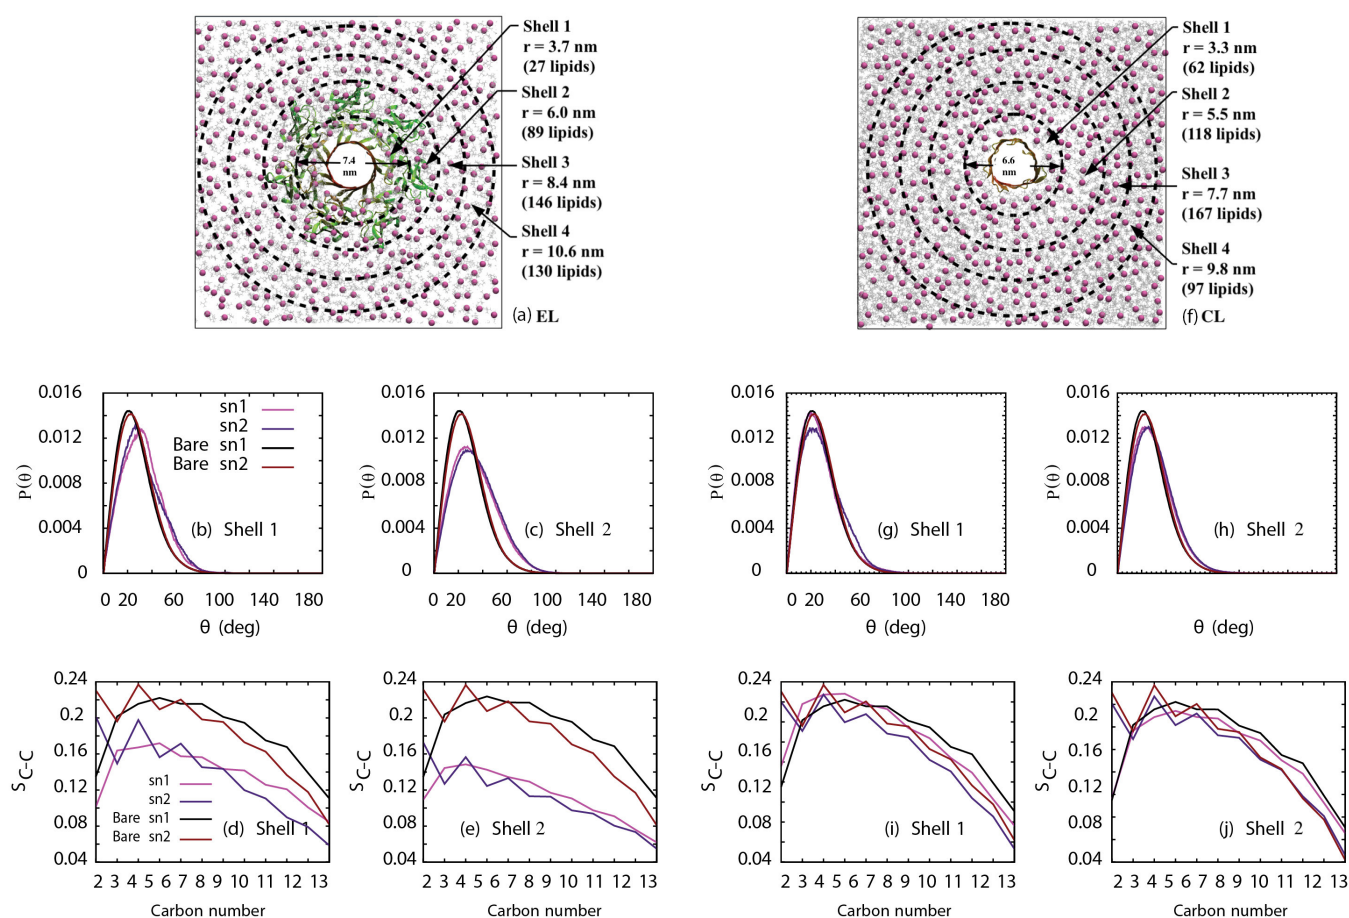 Shell 1
r = 3.7 nm
(27 lipids)
Shell 2
r = 6.0 nm
(89 lipids)
Shell 3
r = 8.4 nm
(146 lipids)
Shell 4
r = 10.6 nm
(130 lipids)
7.4
nm
(a) EL
Shell 1
r = 3.3 nm
(62 lipids)
Shell 2
r = 5.5 nm
(118 lipids)
Shell 3
r = 7.7 nm
(167 lipids)
Shell 4
r = 9.8 nm
(97 lipids)
6.6
nm
(f) CL
0.016
0.012
0.008
0.004
0
P(θ)
sn1
sn2
Bare sn1
Bare sn2
(b) Shell 1
0 20 60 100 140 180
θ (deg)
0.016
0.012
0.008
0.004
0
P(θ)
(c) Shell 2
0 20 60 100 140 180
θ (deg)
0.016
0.012
0.008
0.004
0
P(θ)
(g) Shell 1
0 20 60 100 140 180
θ (deg)
0.016
0.012
0.008
0.004
0
P(θ)
(h) Shell 2
θ (deg)
0.24
0.2
0.16
0.12
0.08
0.04
S C-C
sn1
sn2
Bare sn1
Bare sn2
(d) Shell 1
2 3 4 5 6 7 8 9 10 11 12 13
Carbon number
0.24
0.2
0.16
0.12
0.08
0.04
S C-C
(e) Shell 2
2 3 4 5 6 7 8 9 10 11 12 13
Carbon number
0.24
0.2
0.16
0.12
0.08
0.04
S C-C
(i) Shell 1
2 3 4 5 6 7 8 9 10 11 12 13
Carbon number
0.24
0.2
0.16
0.12
0.08
0.04
S C-C
(j) Shell 2
2 3 4 5 6 7 8 9 10 11 12 13
Carbon number